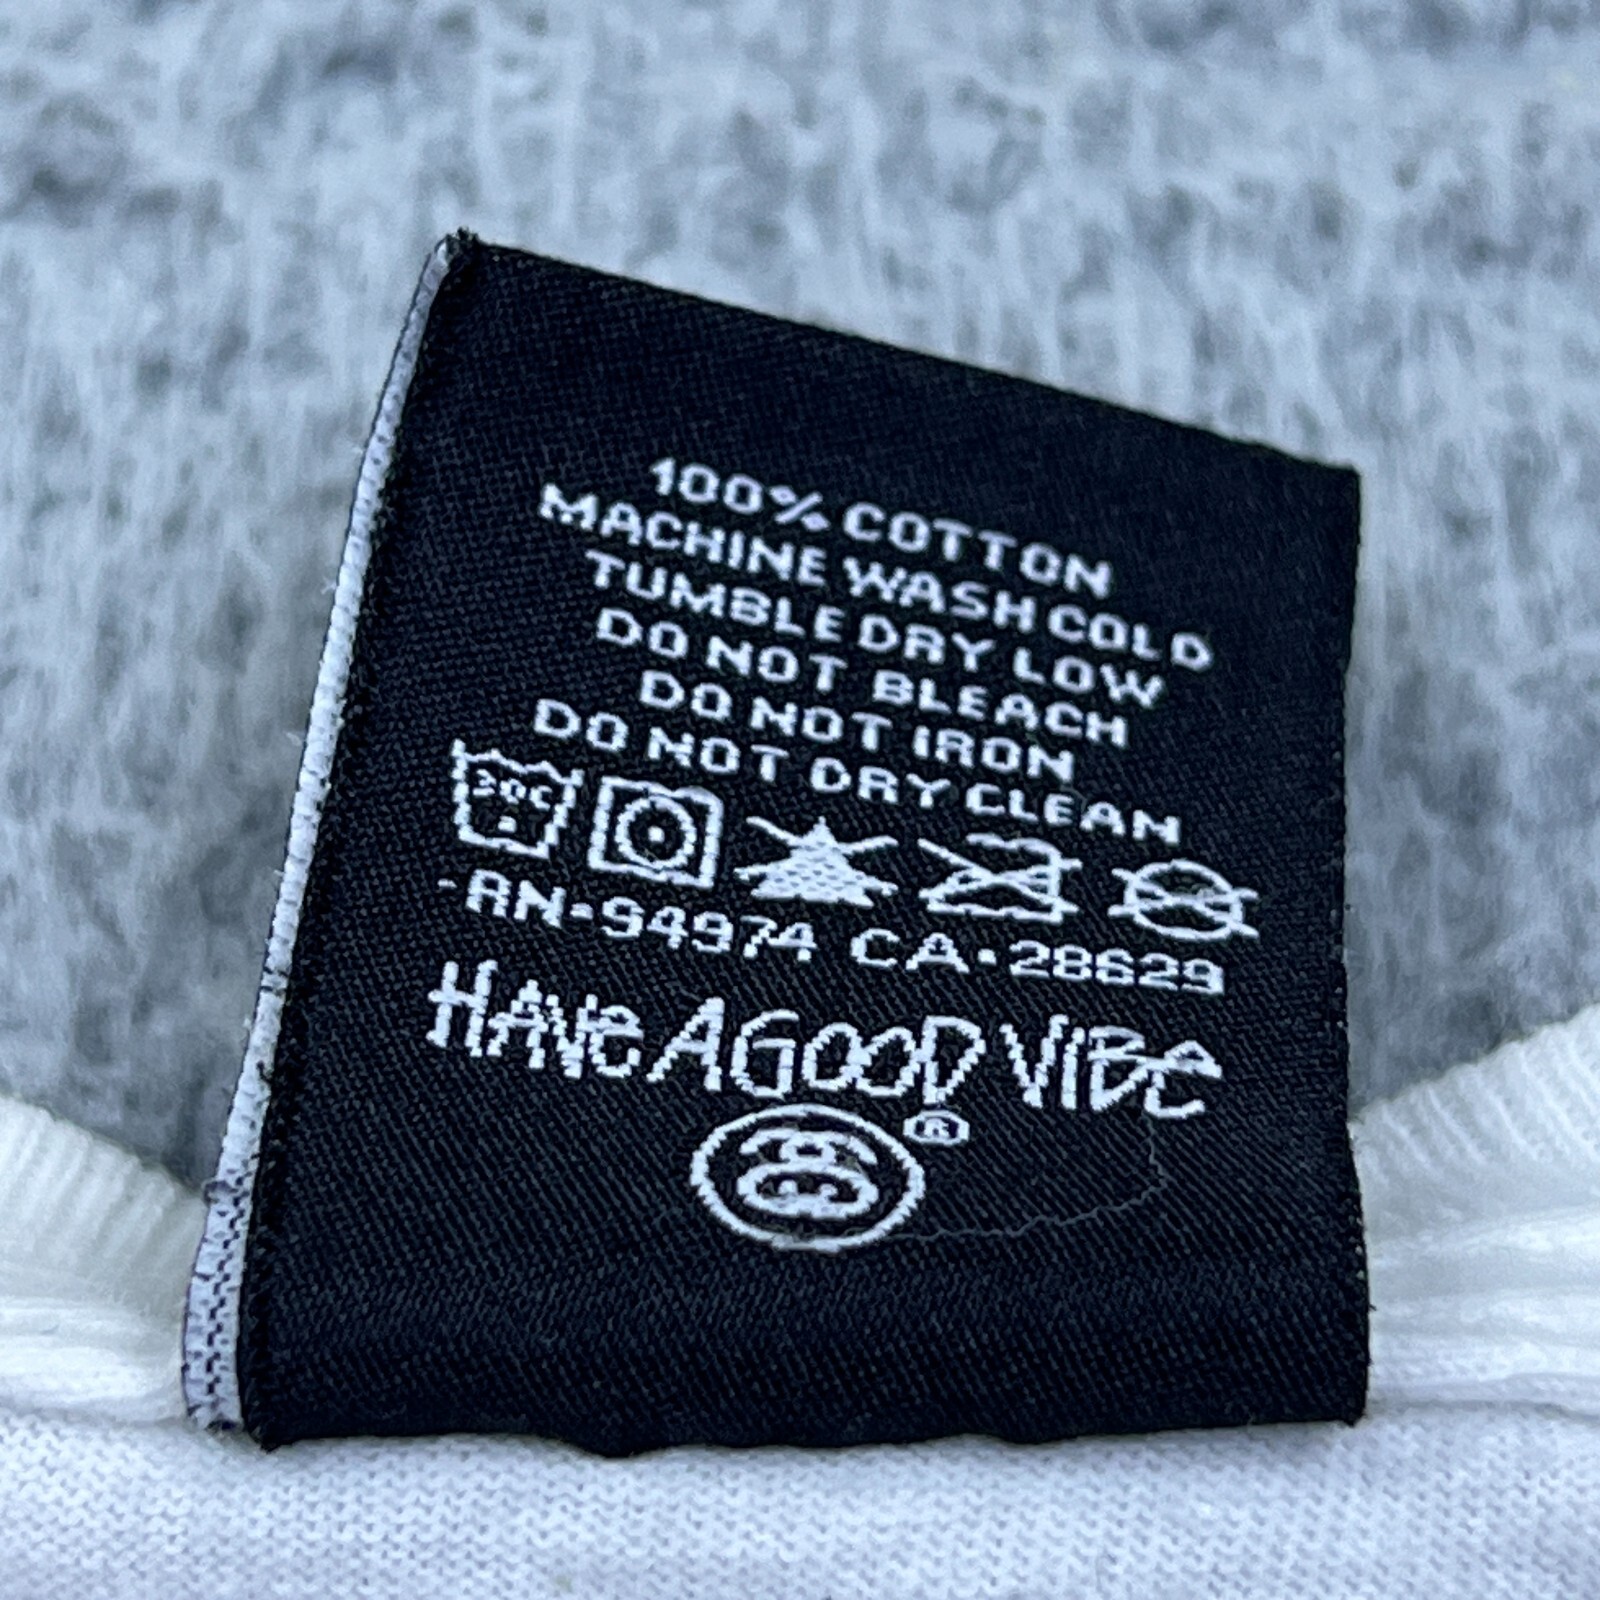 100% COTTON
MACHINE WASH COLD
TUMBLE DRY LOW
DO NOT BLEACH
DO NOT IRON
DO NOT DRY CLEAN
30C
RN-94974 CA-28629
HAVE A GOOD VIBE
®